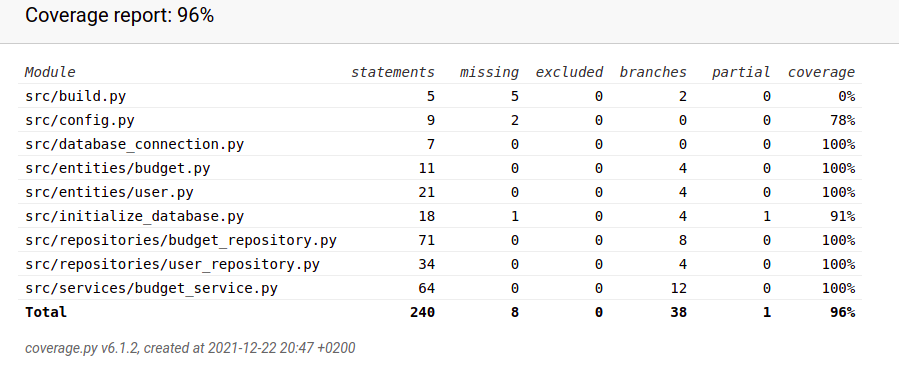 Coverage report: 96%
Module statements missing excluded branches partial coverage
src/build.py 5 5 0 2 0 0%
src/config.py 9 2 0 0 0 78%
src/database_connection.py 7 0 0 0 0 100%
src/entities/budget.py 11 0 0 4 0 100%
src/entities/user.py 21 0 0 4 0 100%
src/initialize_database.py 18 1 0 4 1 91%
src/repositories/budget_repository.py 71 0 0 8 0 100%
src/repositories/user_repository.py 34 0 0 4 0 100%
src/services/budget_service.py 64 0 0 12 0 100%
Total 240 8 0 38 1 96%
coverage.py v6.1.2, created at 2021-12-22 20:47 +0200